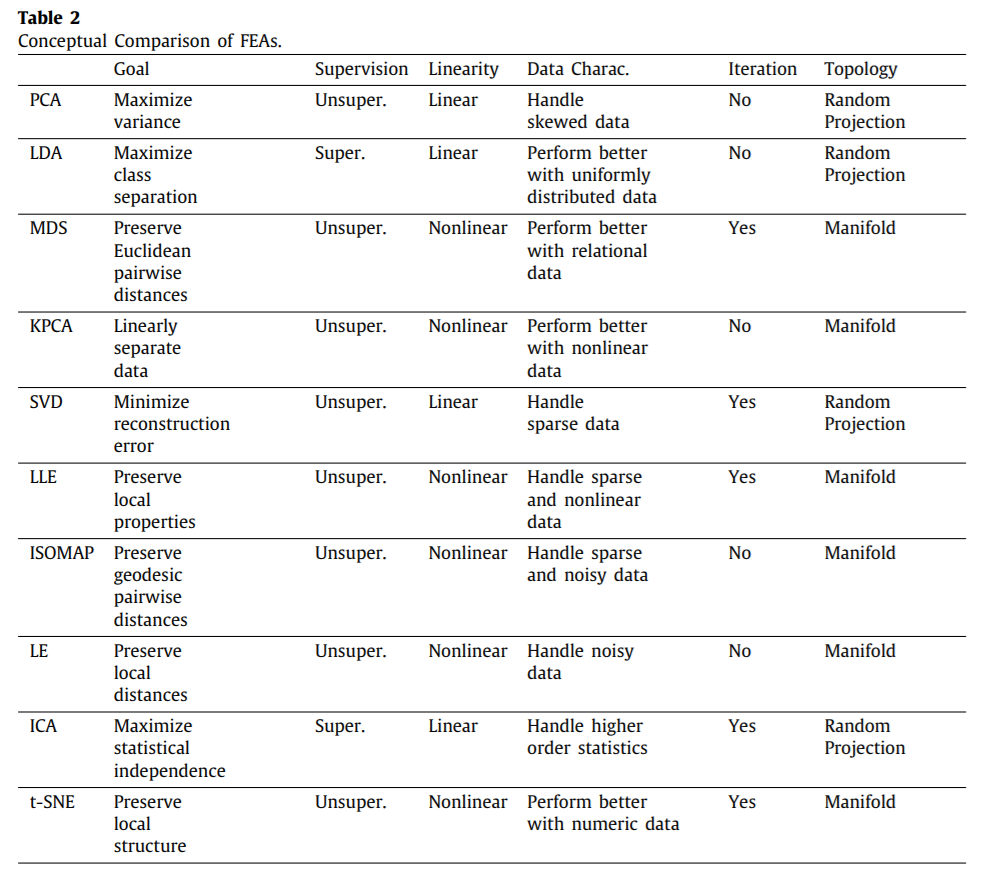 Table 2
Conceptual Comparison of FEAs.
Goal Supervision Linearity Data Charac. Iteration Topology
PCA Maximize Unsuper. Linear Handle No Random
variance skewed data Projection
LDA Maximize Super. Linear Perform better No Random
class with uniformly Projection
separation distributed data
MDS Preserve Unsuper. Nonlinear Perform better Yes Manifold
Euclidean with relational
pairwise data
distances
KPCA Linearly Unsuper. Nonlinear Perform better No Manifold
separate with nonlinear
data data
SVD Minimize Unsuper. Linear Handle Yes Random
reconstruction sparse data Projection
error
LLE Preserve Unsuper. Nonlinear Handle sparse Yes Manifold
local and nonlinear
properties data
ISOMAP Preserve Unsuper. Nonlinear Handle sparse No Manifold
geodesic and noisy data
pairwise
distances
LE Preserve Unsuper. Nonlinear Handle noisy No Manifold
local data
distances
ICA Maximize Super. Linear Handle higher Yes Random
statistical order statistics Projection
independence
t-SNE Preserve Unsuper. Nonlinear Perform better Yes Manifold
local with numeric data
structure